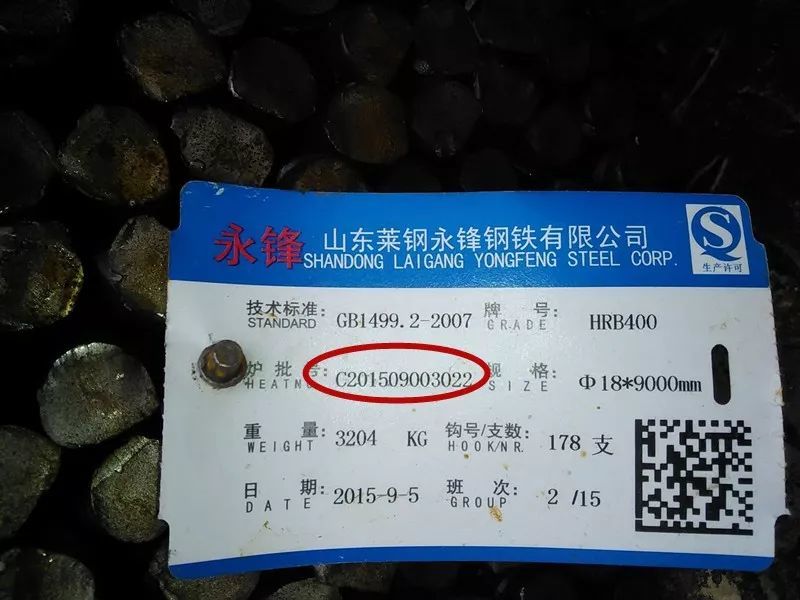 永锋 山东莱钢永锋钢铁有限公司
SHANDONG LAIGANG YONGFENG STEEL CORP.
QS
生产许可
技术标准: GB1499.2-2007 牌 号: HRB400
STANDARD GRADE
炉批号: C201509003022 规 格: Φ18*9000mm
HEATNO SIZE
重 量: 3204 KG 钩号/支数: 178 支
WEIGHT HOOK/NR.
日 期: 2015-9-5 班 次: 2 /15
DATE GROUP